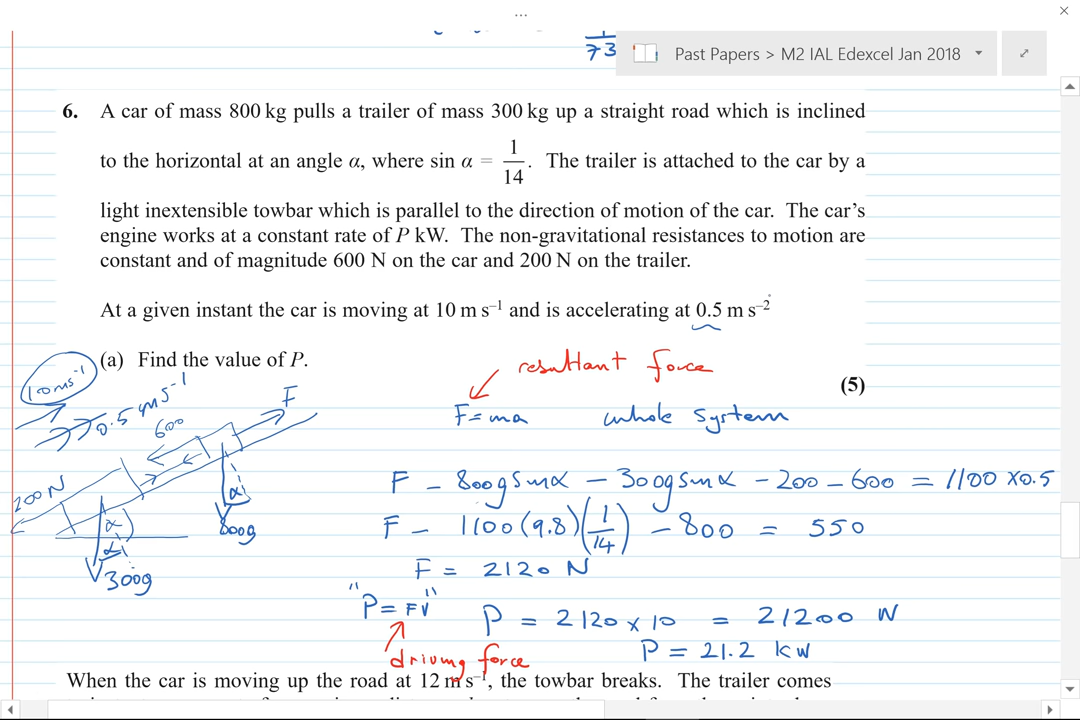 ...
1
73
Past Papers > M2 IAL Edexcel Jan 2018
6. A car of mass 800 kg pulls a trailer of mass 300 kg up a straight road which is inclined
to the horizontal at an angle α, where sin α = 1/14. The trailer is attached to the car by a
light inextensible towbar which is parallel to the direction of motion of the car. The car's
engine works at a constant rate of P kW. The non-gravitational resistances to motion are
constant and of magnitude 600 N on the car and 200 N on the trailer.
At a given instant the car is moving at 10 m s⁻¹ and is accelerating at 0.5 m s⁻²
(a) Find the value of P.
(5)
resultant force
F = ma whole system
10ms⁻¹
0.5 ms⁻¹
600
F
200 N
α
800g
α
α
300g
F - 800g sin α - 300g sin α - 200 - 600 = 1100 x 0.5
F - 1100(9.8)(1/14) - 800 = 550
F = 2120 N
"P = FV" P = 2120 x 10 = 21200 W
driving force
P = 21.2 kW
When the car is moving up the road at 12 m s⁻¹, the towbar breaks. The trailer comes